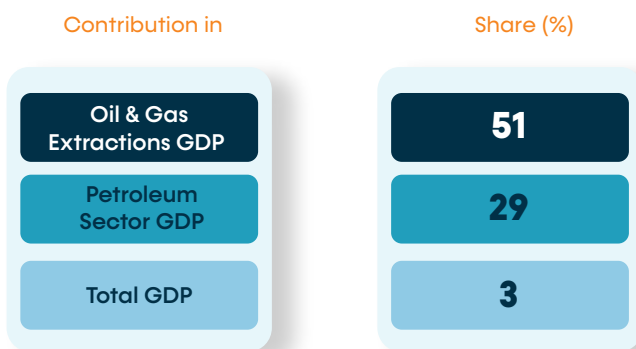 Contribution in
Share (%)
Oil & Gas
Extractions GDP
51
Petroleum
Sector GDP
29
Total GDP
3